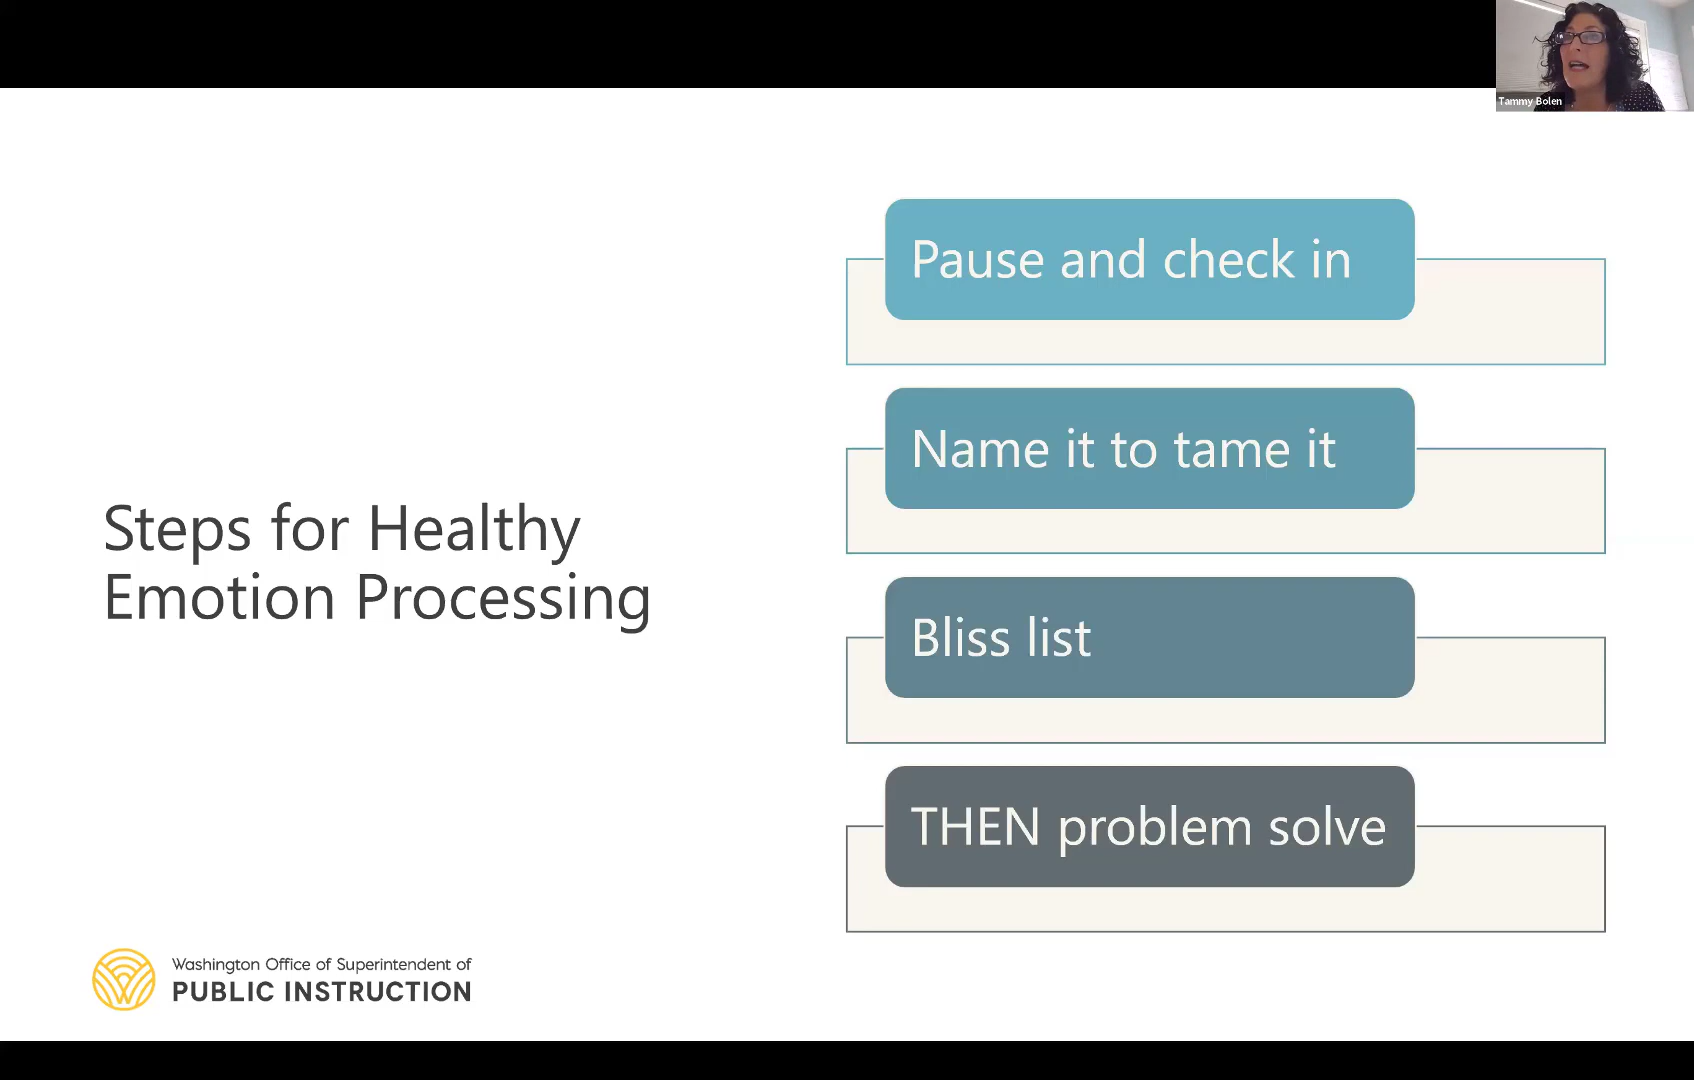 Tammy Bolen
Steps for Healthy
Emotion Processing
Pause and check in
Name it to tame it
Bliss list
THEN problem solve
Washington Office of Superintendent of
PUBLIC INSTRUCTION